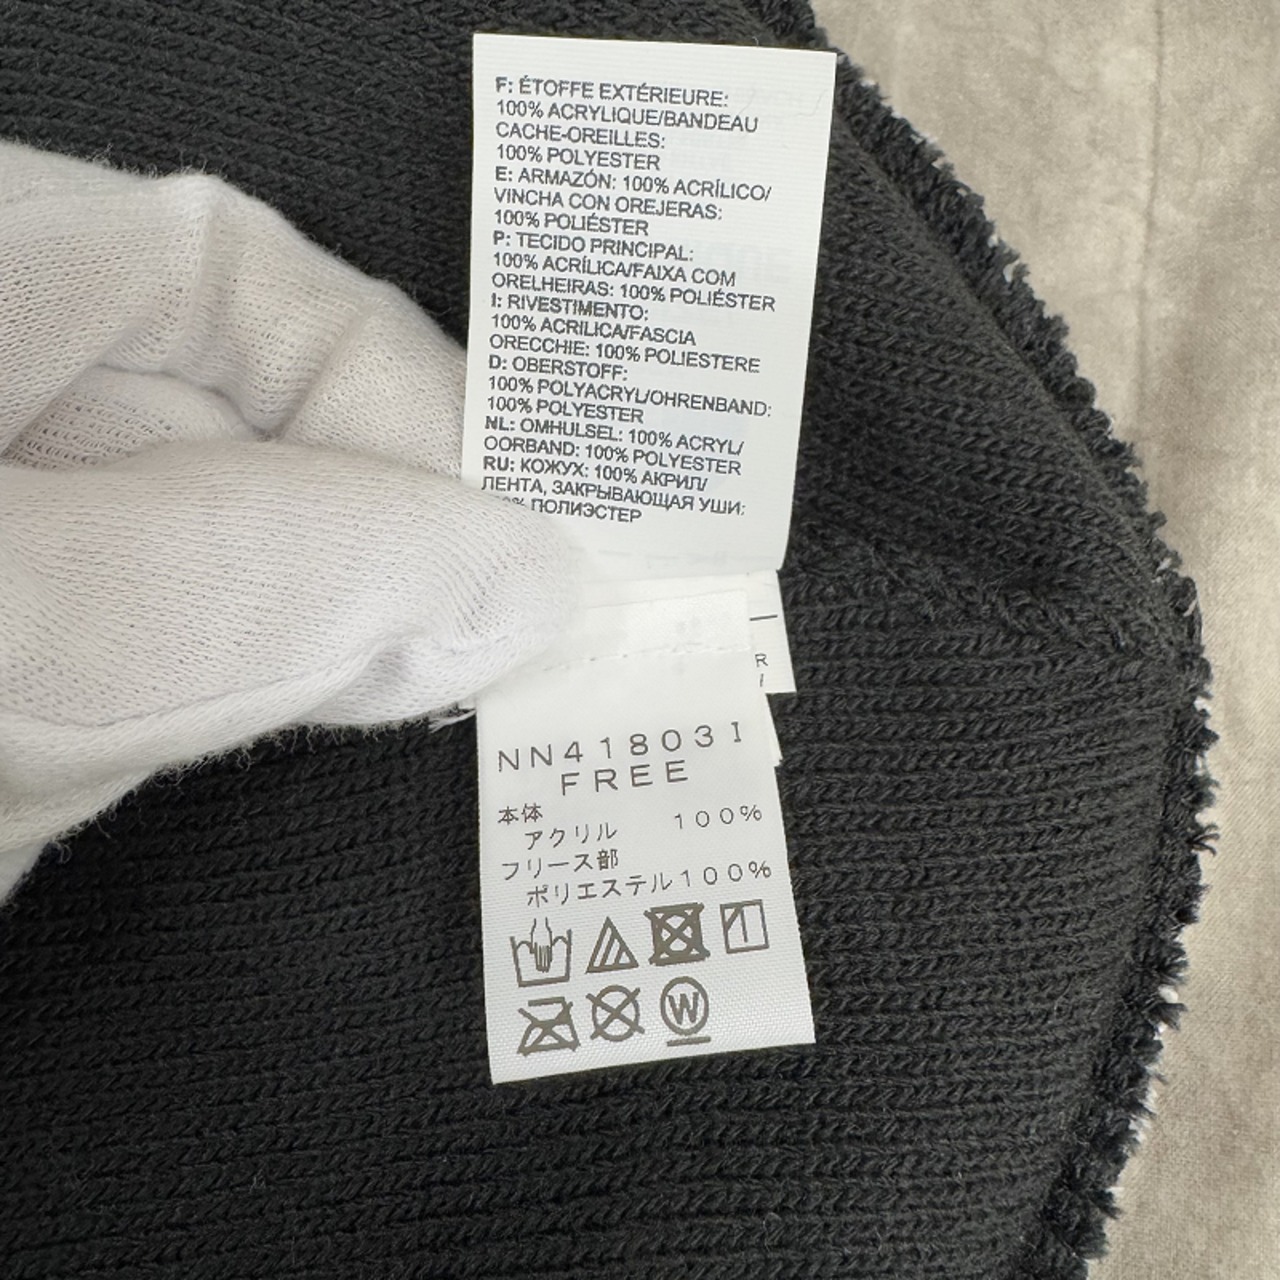 F: ÉTOFFE EXTÉRIEURE:
100% ACRYLIQUE/BANDEAU
CACHE-OREILLES:
100% POLYESTER
E: ARMAZÓN: 100% ACRÍLICO/
VINCHA CON OREJERAS:
100% POLIÉSTER
P: TECIDO PRINCIPAL:
100% ACRÍLICA/FAIXA COM
ORELHEIRAS: 100% POLIÉSTER
I: RIVESTIMENTO:
100% ACRILICA/FASCIA
ORECCHIE: 100% POLIESTERE
D: OBERSTOFF:
100% POLYACRYL/OHRENBAND:
100% POLYESTER
NL: OMHULSEL: 100% ACRYL/
OORBAND: 100% POLYESTER
RU: КОЖУХ: 100% АКРИЛ/
ЛЕНТА, ЗАКРЫВАЮЩАЯ УШИ:
% ПОЛИЭСТЕР
R
NN41803I
FREE
本体
アクリル 100%
フリース部
ポリエステル100%
W